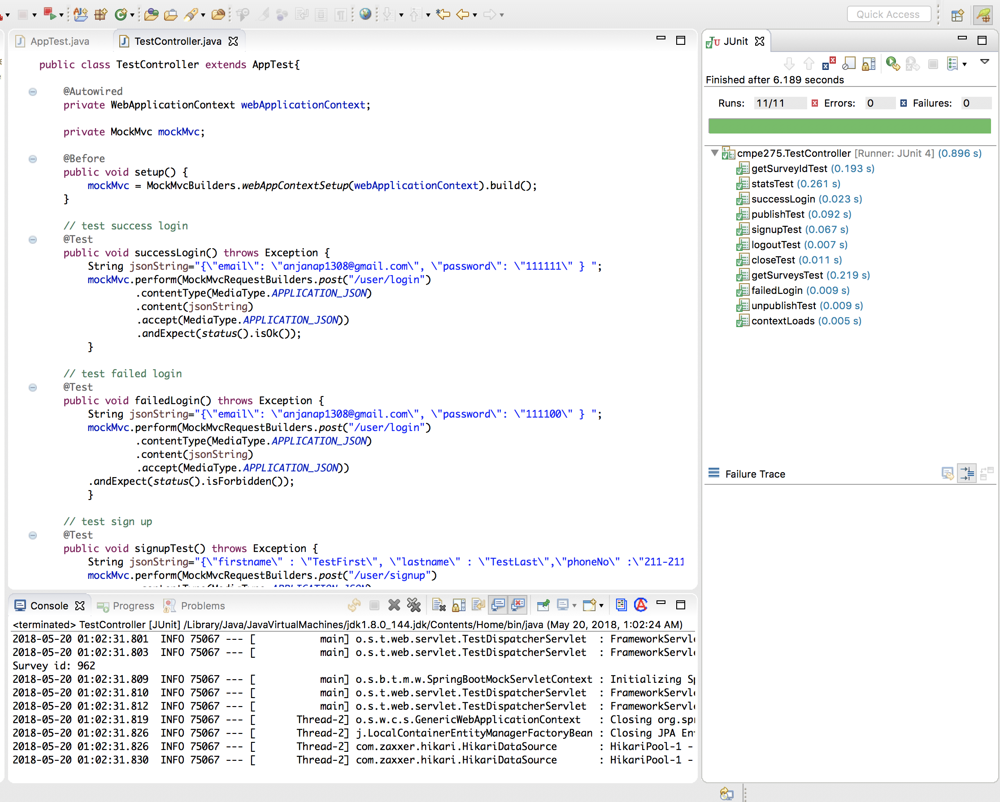 Quick Access
AppTest.java
TestController.java
public class TestController extends AppTest{
@Autowired
private WebApplicationContext webApplicationContext;
private MockMvc mockMvc;
@Before
public void setup() {
mockMvc = MockMvcBuilders.webAppContextSetup(webApplicationContext).build();
}
// test success login
@Test
public void successLogin() throws Exception {
String jsonString="{\"email\": \"anjanap1308@gmail.com\", \"password\": \"111111\" } ";
mockMvc.perform(MockMvcRequestBuilders.post("/user/login")
.contentType(MediaType.APPLICATION_JSON)
.content(jsonString)
.accept(MediaType.APPLICATION_JSON))
.andExpect(status().isOk());
}
// test failed login
@Test
public void failedLogin() throws Exception {
String jsonString="{\"email\": \"anjanap1308@gmail.com\", \"password\": \"111100\" } ";
mockMvc.perform(MockMvcRequestBuilders.post("/user/login")
.contentType(MediaType.APPLICATION_JSON)
.content(jsonString)
.accept(MediaType.APPLICATION_JSON))
.andExpect(status().isForbidden());
}
// test sign up
@Test
public void signupTest() throws Exception {
String jsonString="{\"firstname\" : \"TestFirst\", \"lastname\" : \"TestLast\",\"phoneNo\" :\"211-211
mockMvc.perform(MockMvcRequestBuilders.post("/user/signup")
.contentType(MediaType.APPLICATION_JSON)
JUnit
Finished after 6.189 seconds
Runs: 11/11 Errors: 0 Failures: 0
cmpe275.TestController [Runner: JUnit 4] (0.896 s)
getSurveyIdTest (0.193 s)
statsTest (0.261 s)
successLogin (0.023 s)
publishTest (0.092 s)
signupTest (0.067 s)
logoutTest (0.007 s)
closeTest (0.011 s)
getSurveysTest (0.219 s)
failedLogin (0.009 s)
unpublishTest (0.009 s)
contextLoads (0.005 s)
Failure Trace
Console Progress Problems
<terminated> TestController [JUnit] /Library/Java/JavaVirtualMachines/jdk1.8.0_144.jdk/Contents/Home/bin/java (May 20, 2018, 1:02:24 AM)
2018-05-20 01:02:31.801 INFO 75067 --- [ main] o.s.t.web.servlet.TestDispatcherServlet : FrameworkServl
2018-05-20 01:02:31.803 INFO 75067 --- [ main] o.s.t.web.servlet.TestDispatcherServlet : FrameworkServl
Survey id: 962
2018-05-20 01:02:31.809 INFO 75067 --- [ main] o.s.b.t.m.w.SpringBootMockServletContext : Initializing Sp
2018-05-20 01:02:31.810 INFO 75067 --- [ main] o.s.t.web.servlet.TestDispatcherServlet : FrameworkServl
2018-05-20 01:02:31.812 INFO 75067 --- [ main] o.s.t.web.servlet.TestDispatcherServlet : FrameworkServl
2018-05-20 01:02:31.819 INFO 75067 --- [ Thread-2] o.s.w.c.s.GenericWebApplicationContext : Closing org.spr
2018-05-20 01:02:31.826 INFO 75067 --- [ Thread-2] j.LocalContainerEntityManagerFactoryBean : Closing JPA En
2018-05-20 01:02:31.826 INFO 75067 --- [ Thread-2] com.zaxxer.hikari.HikariDataSource : HikariPool-1 -
2018-05-20 01:02:31.830 INFO 75067 --- [ Thread-2] com.zaxxer.hikari.HikariDataSource : HikariPool-1 -